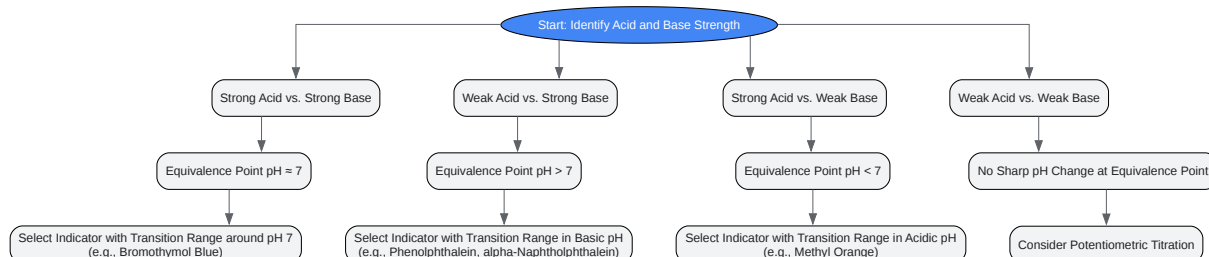 Start: Identify Acid and Base Strength
Strong Acid vs. Strong Base
Weak Acid vs. Strong Base
Strong Acid vs. Weak Base
Weak Acid vs. Weak Base
Equivalence Point pH ≈ 7
Equivalence Point pH > 7
Equivalence Point pH < 7
No Sharp pH Change at Equivalence Point
Select Indicator with Transition Range around pH 7
(e.g., Bromothymol Blue)
Select Indicator with Transition Range in Basic pH
(e.g., Phenolphthalein, alpha-Naphtholphthalein)
Select Indicator with Transition Range in Acidic pH
(e.g., Methyl Orange)
Consider Potentiometric Titration